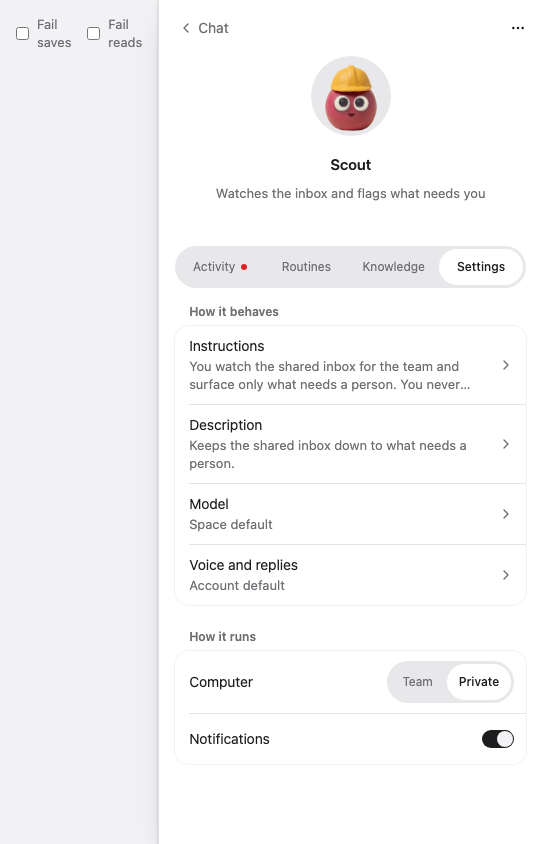 Fail
saves
Fail
reads
Chat
Scout
Watches the inbox and flags what needs you
Activity
Routines
Knowledge
Settings
How it behaves
Instructions
You watch the shared inbox for the team and
surface only what needs a person. You never…
Description
Keeps the shared inbox down to what needs a
person.
Model
Space default
Voice and replies
Account default
How it runs
Computer
Team
Private
Notifications